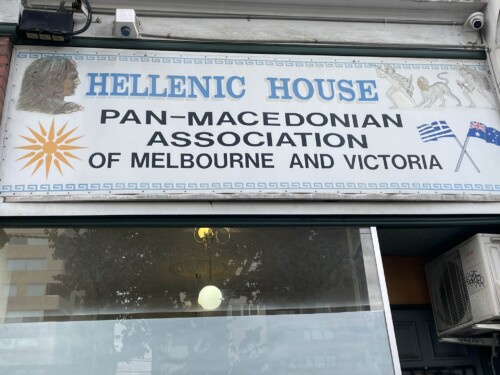 HELLENIC HOUSE
PAN-MACEDONIAN
ASSOCIATION
OF MELBOURNE AND VICTORIA